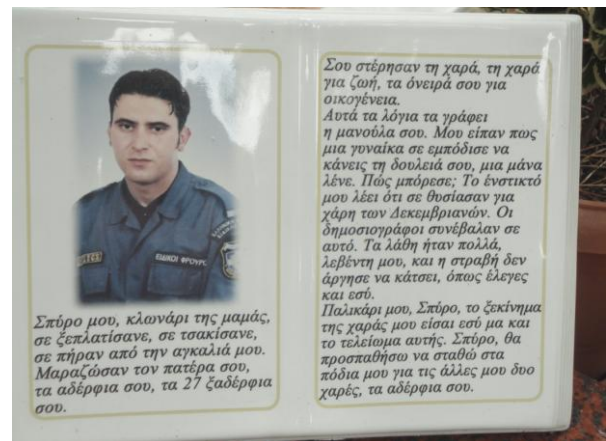 ΕΙΔΙΚΟΙ ΦΡΟΥΡΟΙ
Σπύρο μου, κλωνάρι της μαμάς,
σε ξεπλατίσανε, σε τσακίσανε,
σε πήραν από την αγκαλιά μου.
Μαραζώσαν τον πατέρα σου,
τα αδέρφια σου, τα 27 ξαδέρφια
σου.
Σου στέρησαν τη χαρά, τη χαρά
για ζωή, τα όνειρά σου για
οικογένεια.
Αυτά τα λόγια τα γράφει
η μανούλα σου. Μου είπαν πως
μια γυναίκα σε εμπόδισε να
κάνεις τη δουλειά σου, μια μάνα
λένε. Πώς μπόρεσε; Το ένστικτό
μου λέει ότι σε θυσίασαν για
χάρη των Δεκεμβριανών. Οι
δημοσιογράφοι συνέβαλαν σε
αυτό. Τα λάθη ήταν πολλά,
λεβέντη μου, και η στραβή δεν
άργησε να κάτσει, όπως έλεγες
και εσύ.
Παλικάρι μου, Σπύρο, το ξεκίνημα
της χαράς μου είσαι εσύ μα και
το τελείωμα αυτής. Σπύρο, θα
προσπαθήσω να σταθώ στα
πόδια μου για τις άλλες μου δυο
χαρές, τα αδέρφια σου.